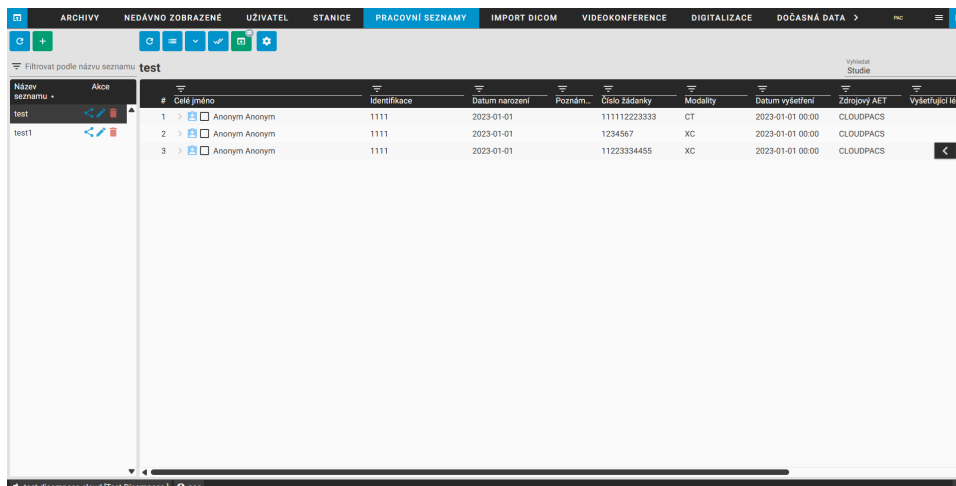 ARCHIVY NEDÁVNO ZOBRAZENÉ UŽIVATEL STANICE PRACOVNÍ SEZNAMY IMPORT DICOM VIDEOKONFERENCE DIGITALIZACE DOČASNÁ DATA PAC
Filtrovat podle názvu seznamu test Vyhledat
Studie
Název seznamu Akce
# Celé jméno Identifikace Datum narození Poznám... Číslo žádanky Modality Datum vyšetření Zdrojový AET Vyšetřující lé
test
test1
1 Anonym Anonym 1111 2023-01-01 111112223333 CT 2023-01-01 00:00 CLOUDPACS
2 Anonym Anonym 1111 2023-01-01 1234567 XC 2023-01-01 00:00 CLOUDPACS
3 Anonym Anonym 1111 2023-01-01 11223334455 XC 2023-01-01 00:00 CLOUDPACS